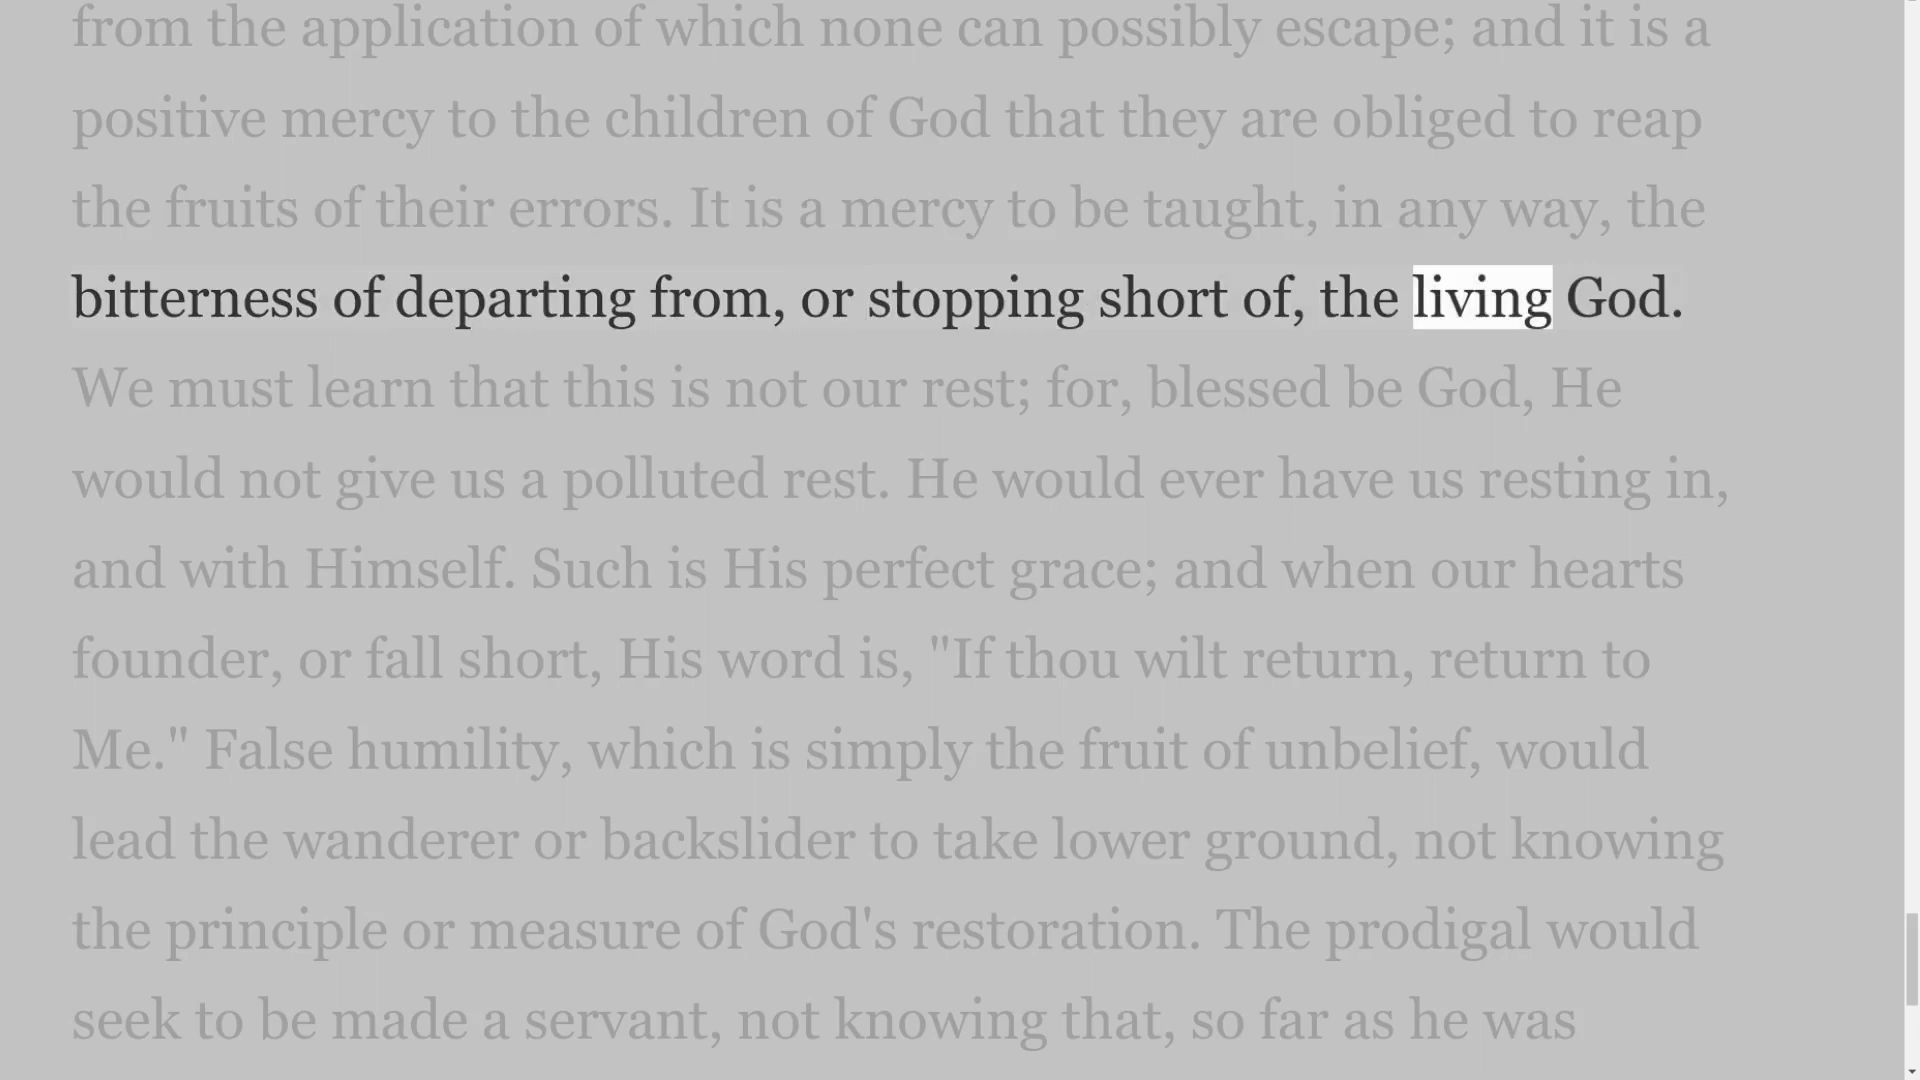 from the application of which none can possibly escape; and it is a
positive mercy to the children of God that they are obliged to reap
the fruits of their errors. It is a mercy to be taught, in any way, the
bitterness of departing from, or stopping short of, the living God.
We must learn that this is not our rest; for, blessed be God, He
would not give us a polluted rest. He would ever have us resting in,
and with Himself. Such is His perfect grace; and when our hearts
founder, or fall short, His word is, "If thou wilt return, return to
Me." False humility, which is simply the fruit of unbelief, would
lead the wanderer or backslider to take lower ground, not knowing
the principle or measure of God's restoration. The prodigal would
seek to be made a servant, not knowing that, so far as he was